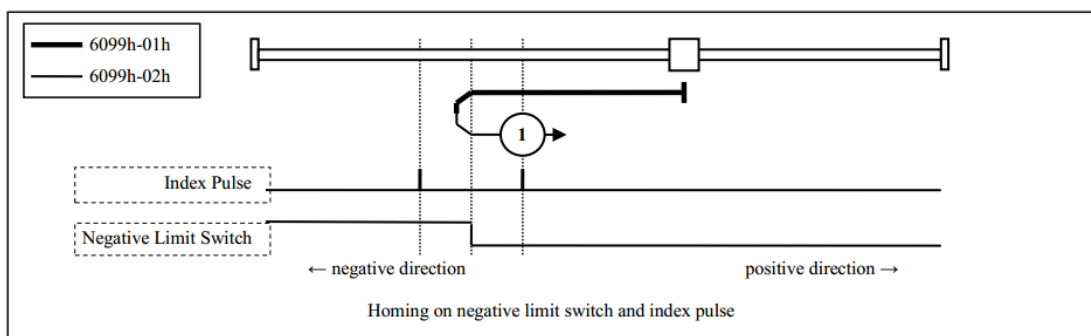 6099h-01h
6099h-02h
1
Index Pulse
Negative Limit Switch
← negative direction
positive direction →
Homing on negative limit switch and index pulse